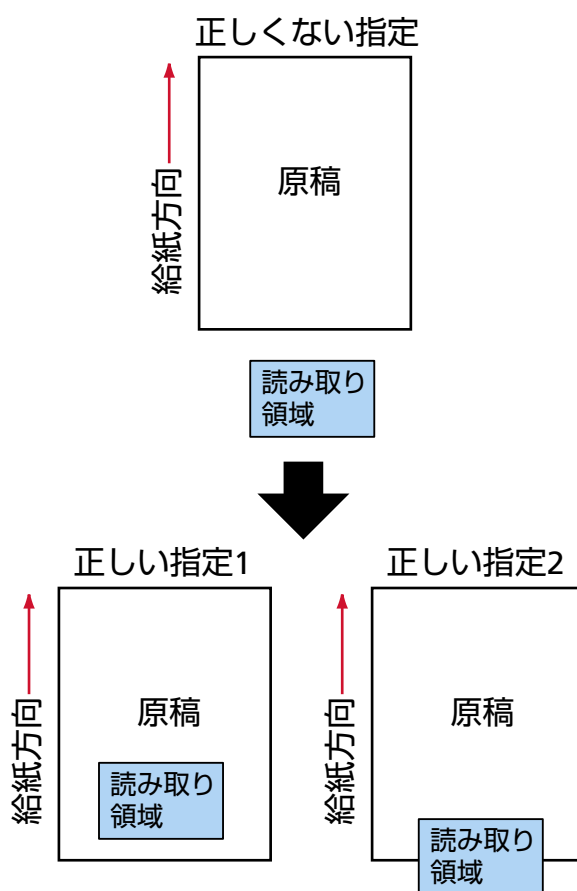 正しくない指定
給紙方向
原稿
読み取り
領域
正しい指定1
給紙方向
原稿
読み取り
領域
正しい指定2
給紙方向
原稿
読み取り
領域